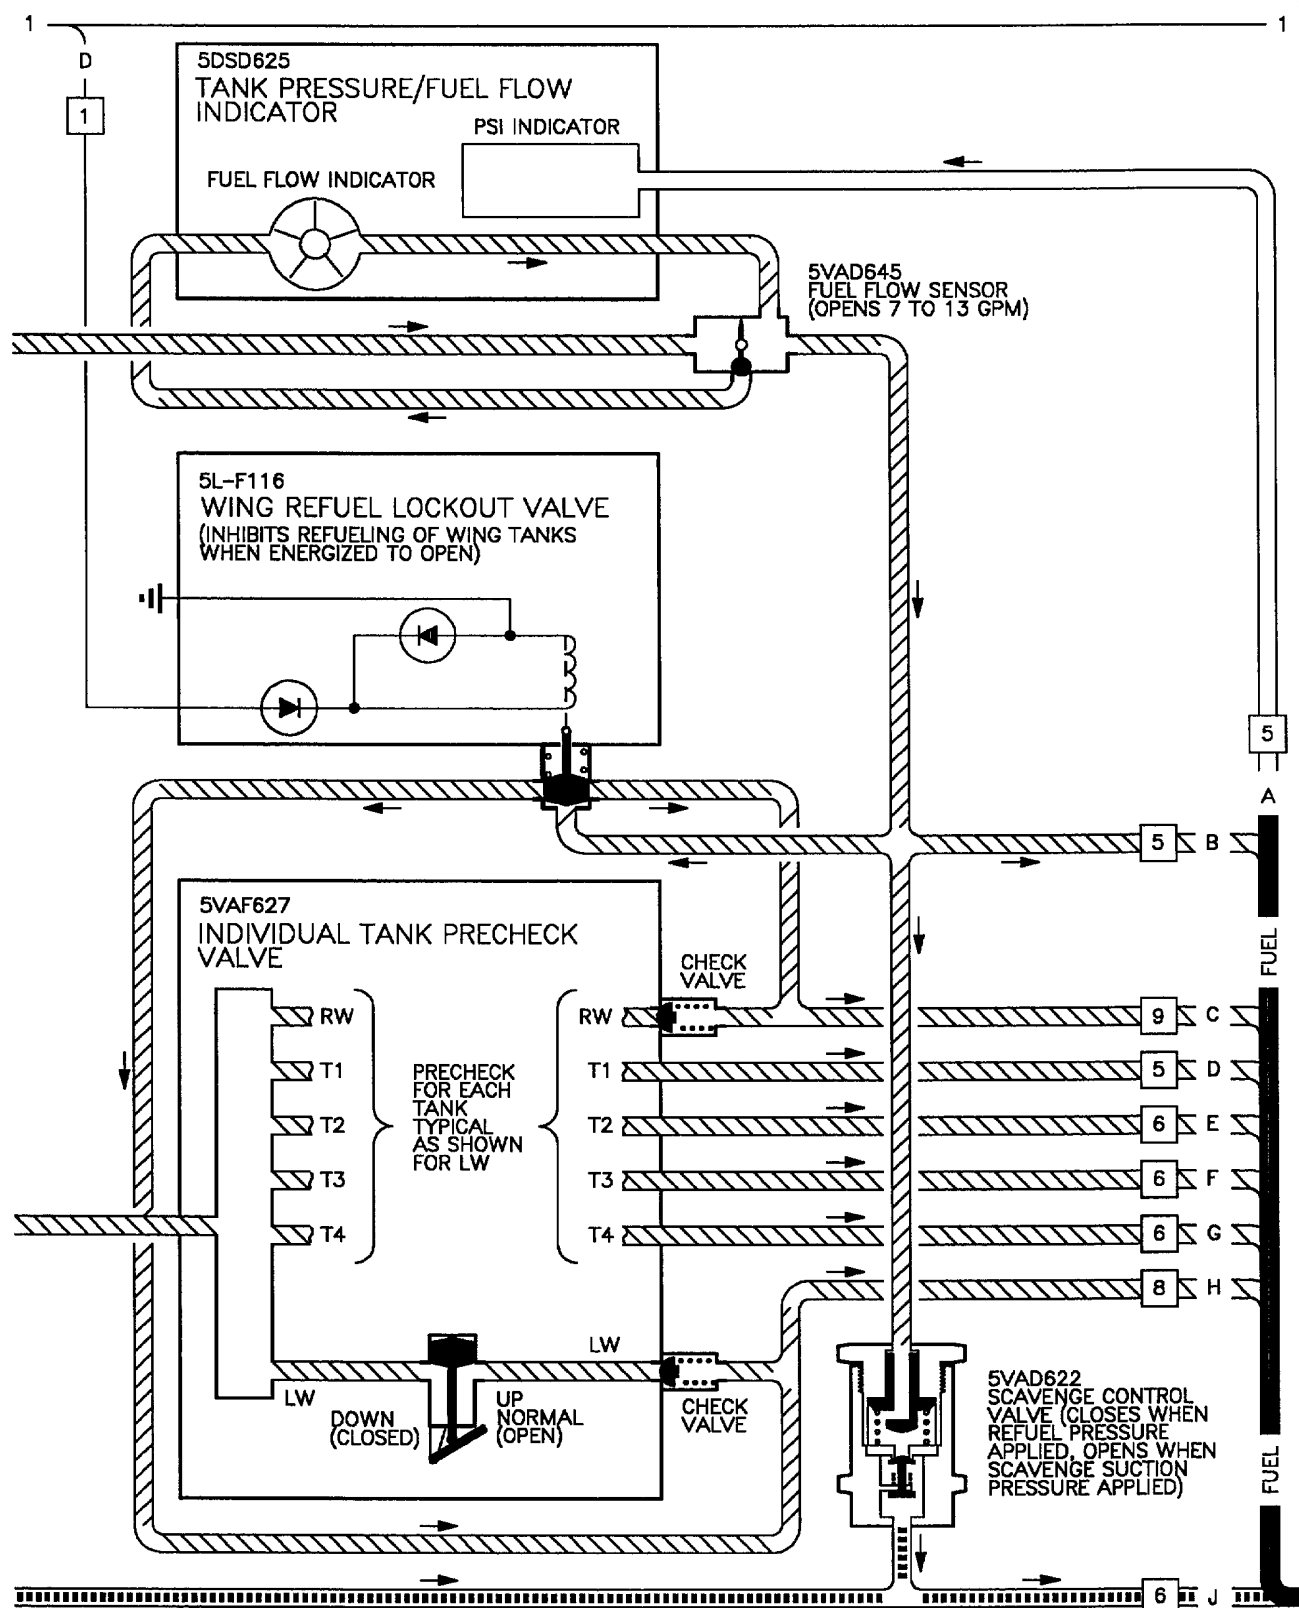 1 1
D
1
5DSD625
TANK PRESSURE/FUEL FLOW
INDICATOR
PSI INDICATOR
FUEL FLOW INDICATOR
5VAD645
FUEL FLOW SENSOR
(OPENS 7 TO 13 GPM)
5L-F116
WING REFUEL LOCKOUT VALVE
(INHIBITS REFUELING OF WING TANKS
WHEN ENERGIZED TO OPEN)
5
A
5 B
5VAF627
INDIVIDUAL TANK PRECHECK
VALVE
FUEL
CHECK
VALVE
RW RW 9 C
T1 T1 5 D
PRECHECK
FOR EACH
TANK
TYPICAL
AS SHOWN
FOR LW
T2 T2 6 E
T3 T3 6 F
T4 T4 6 G
8 H
LW
LW
CHECK
VALVE
DOWN
(CLOSED)
UP
NORMAL
(OPEN)
5VAD622
SCAVENGE CONTROL
VALVE (CLOSES WHEN
REFUEL PRESSURE
APPLIED, OPENS WHEN
SCAVENGE SUCTION
PRESSURE APPLIED)
FUEL
6 J